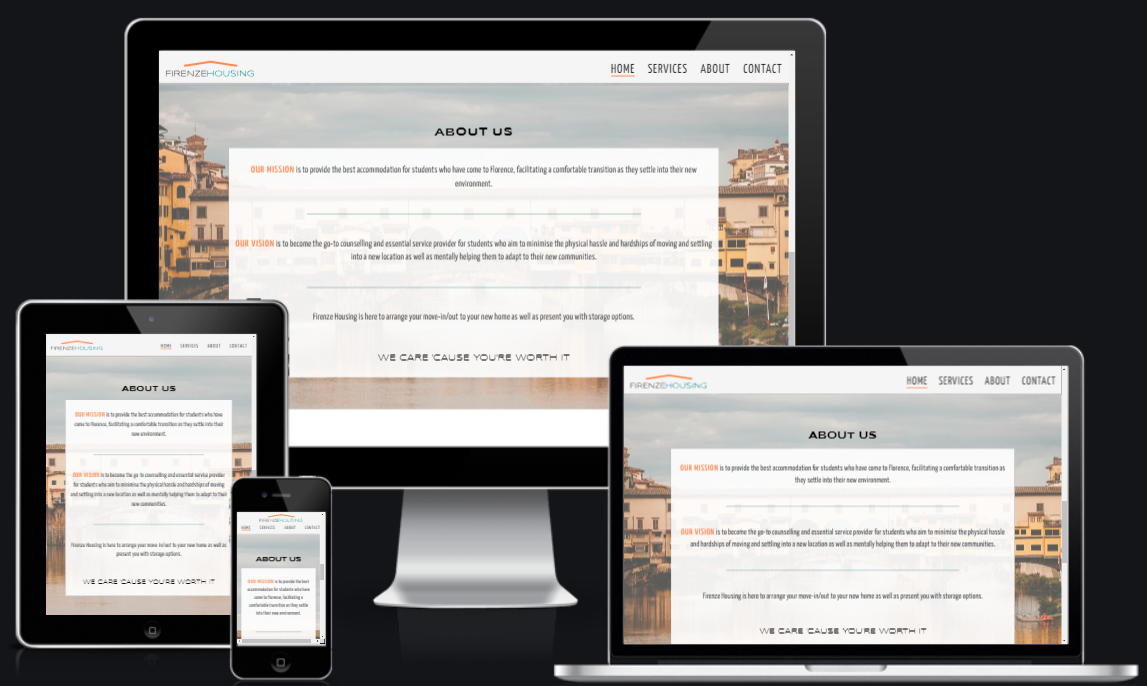 FIRENZEHOUSING
HOME SERVICES ABOUT CONTACT
ABOUT US
OUR MISSION is to provide the best accommodation for students who have come to Florence, facilitating a comfortable transition as they settle into their new
environment.
OUR VISION is to become the go-to counselling and essential service provider for students who aim to minimise the physical hassle and hardships of moving and settling
into a new location as well as mentally helping them to adapt to their new communities.
Firenze Housing is here to arrange your move-in/out to your new home as well as present you with storage options.
WE CARE 'CAUSE YOU'RE WORTH IT
FIRENZEHOUSING
HOME SERVICES ABOUT CONTACT
ABOUT US
OUR MISSION is to provide the best accommodation for students who have
come to Florence, facilitating a comfortable transition as they settle into their
new environment.
OUR VISION is to become the go-to counselling and essential service provider
for students who aim to minimise the physical hassle and hardships of moving
and settling into a new location as well as mentally helping them to adapt to their
new communities.
Firenze Housing is here to arrange your move-in/out to your new home as well as
present you with storage options.
WE CARE 'CAUSE YOU'RE WORTH IT
FIRENZEHOUSING
HOME SERVICES ABOUT CONTACT
ABOUT US
OUR MISSION is to provide the best
accommodation for students who have
come to Florence, facilitating a
comfortable transition as they settle
into their new environment.
FIRENZEHOUSING
HOME SERVICES ABOUT CONTACT
ABOUT US
OUR MISSION is to provide the best accommodation for students who have come to Florence, facilitating a comfortable transition as
they settle into their new environment.
OUR VISION is to become the go-to counselling and essential service provider for students who aim to minimise the physical hassle
and hardships of moving and settling into a new location as well as mentally helping them to adapt to their new communities.
Firenze Housing is here to arrange your move-in/out to your new home as well as present you with storage options.
WE CARE 'CAUSE YOU'RE WORTH IT